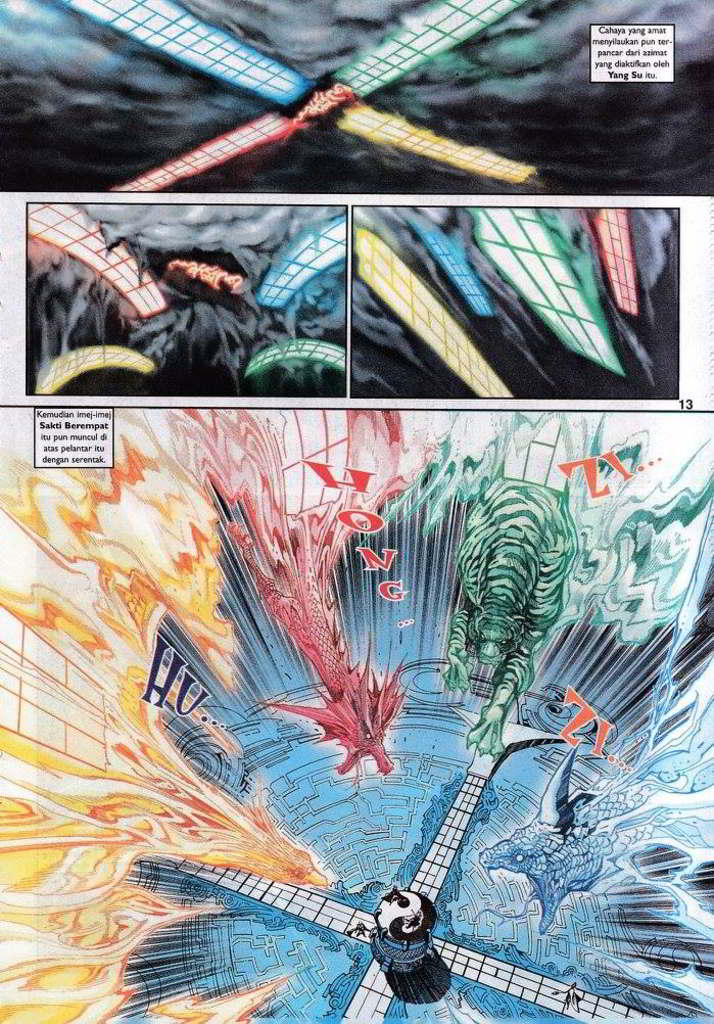 Cahaya yang amat
menyilaukan pun ter-
pancar dari azimat
yang diaktifkan oleh
Yang Su itu.
13
Kemudian imej-imej
Sakti Berempat
itu pun muncul di
atas pelantar itu
dengan serentak.
HONG...
ZI...
HU...
ZI...